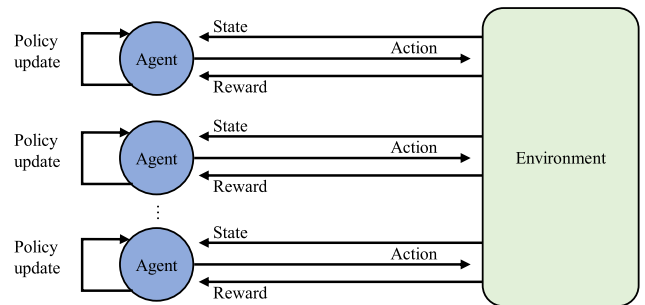 State
Policy
update
Agent
Action
Reward
State
Policy
update
Agent
Action
Environment
Reward
⋮
State
Policy
update
Agent
Action
Reward